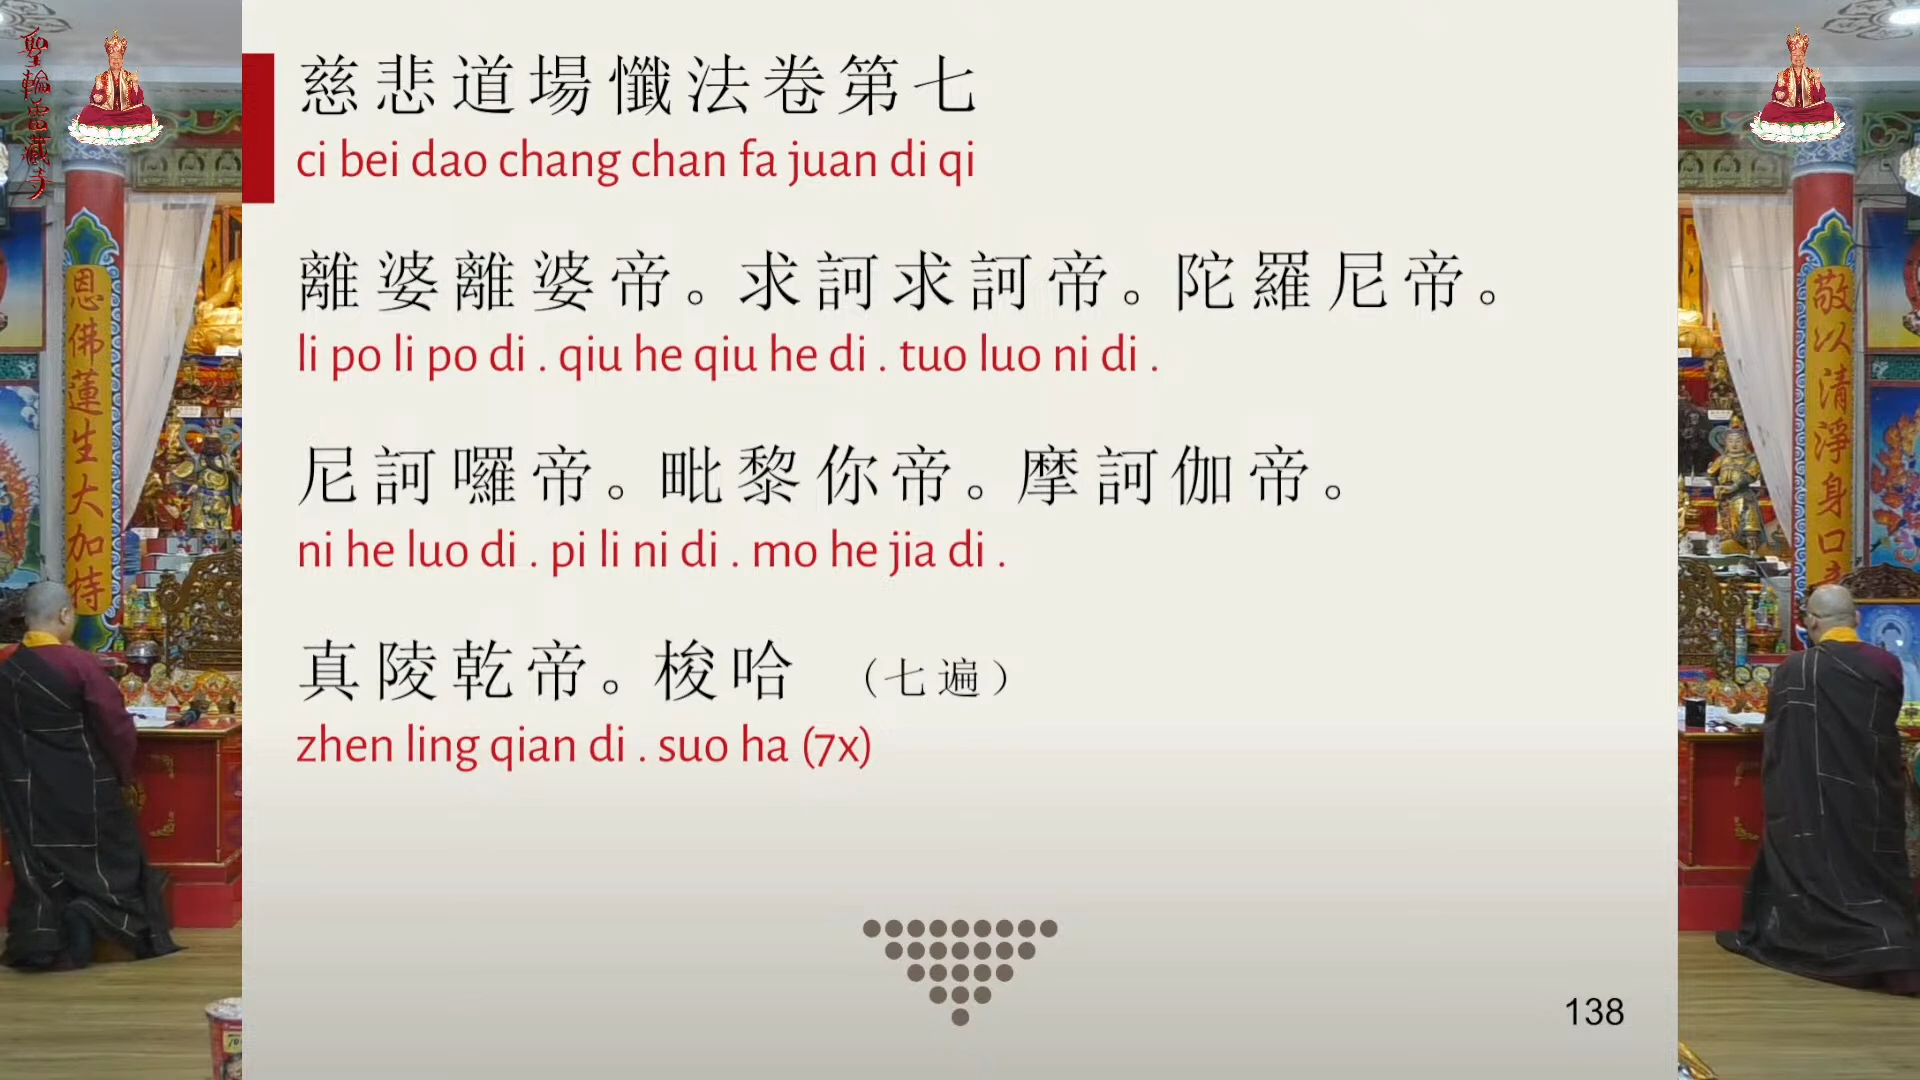 聖輪雷藏寺
慈悲道場懺法卷第七
ci bei dao chang chan fa juan di qi
離婆離婆帝。求訶求訶帝。陀羅尼帝。
li po li po di . qiu he qiu he di . tuo luo ni di .
尼訶囉帝。毗黎你帝。摩訶伽帝。
ni he luo di . pi li ni di . mo he jia di .
真陵乾帝。梭哈 （七遍）
zhen ling qian di . suo ha (7x)
138
恩佛蓮生大加持
敬以清淨身口